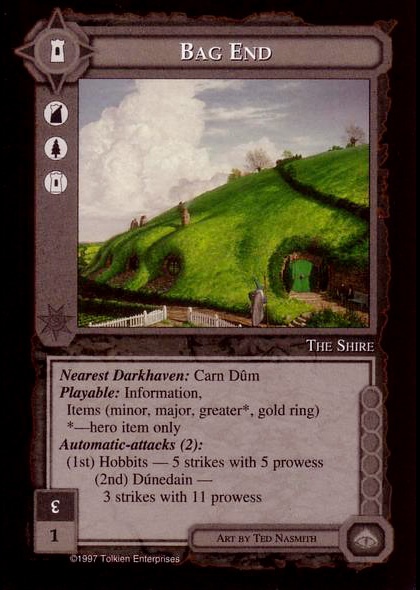 BAG END
THE SHIRE
Nearest Darkhaven: Carn Dûm
Playable: Information,
Items (minor, major, greater*, gold ring)
*—hero item only
Automatic-attacks (2):
(1st) Hobbits — 5 strikes with 5 prowess
(2nd) Dúnedain —
3 strikes with 11 prowess
ε
1
ART BY TED NASMITH
©1997 Tolkien Enterprises